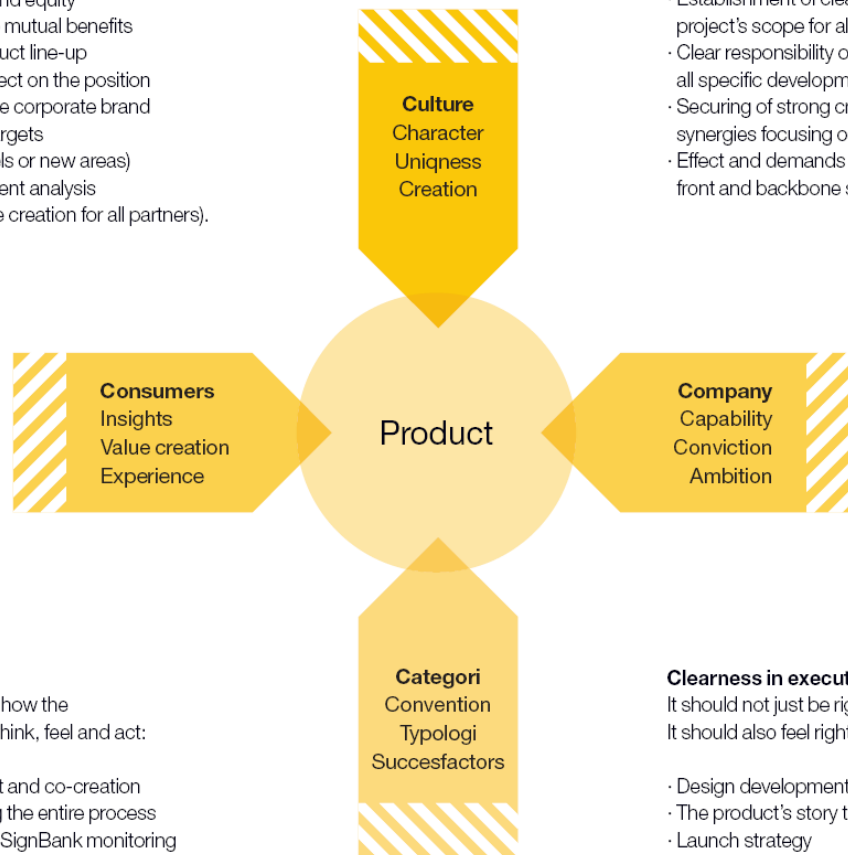 nd equity
mutual benefits
uct line-up
ect on the position
e corporate brand
rgets
ls or new areas)
ent analysis
e creation for all partners).
project's scope for al
· Clear responsibility o
all specific developm
· Securing of strong cr
synergies focusing o
· Effect and demands
front and backbone s
Culture
Character
Uniqness
Creation
Consumers
Insights
Value creation
Experience
Product
Company
Capability
Conviction
Ambition
Categori
Convention
Typologi
Succesfactors
how the
hink, feel and act:
t and co-creation
g the entire process
SignBank monitoring
Clearness in execut
It should not just be rig
It should also feel right
· Design development
· The product's story t
· Launch strategy